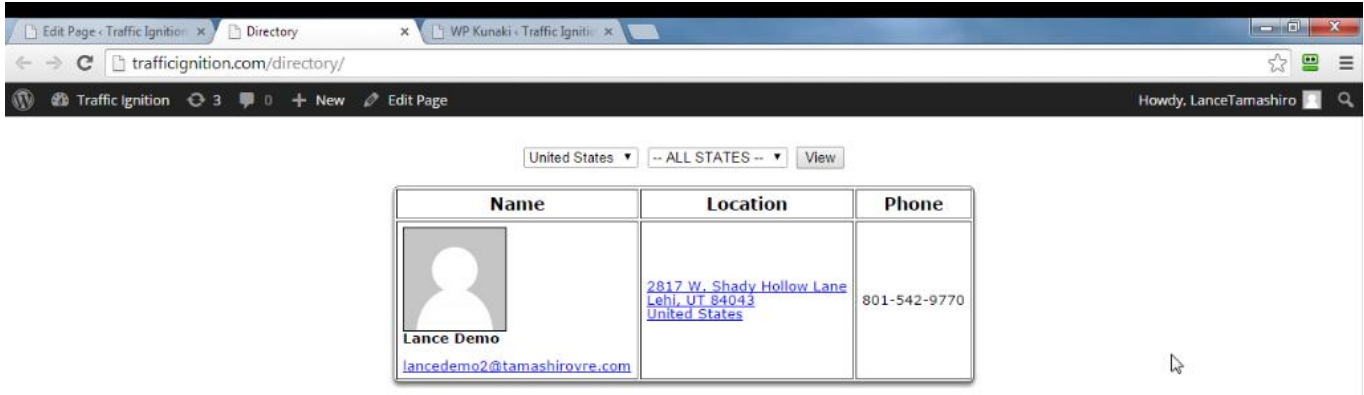 Edit Page ‹ Traffic Ignition
Directory
WP Kunaki ‹ Traffic Igniti
trafficignition.com/directory/
Traffic Ignition 3 0 + New Edit Page
Howdy, LanceTamashiro
United States -- ALL STATES -- View
Name Location Phone
2817 W. Shady Hollow Lane
Lehi, UT 84043
United States
801-542-9770
Lance Demo
lancedemo2@tamashirovre.com